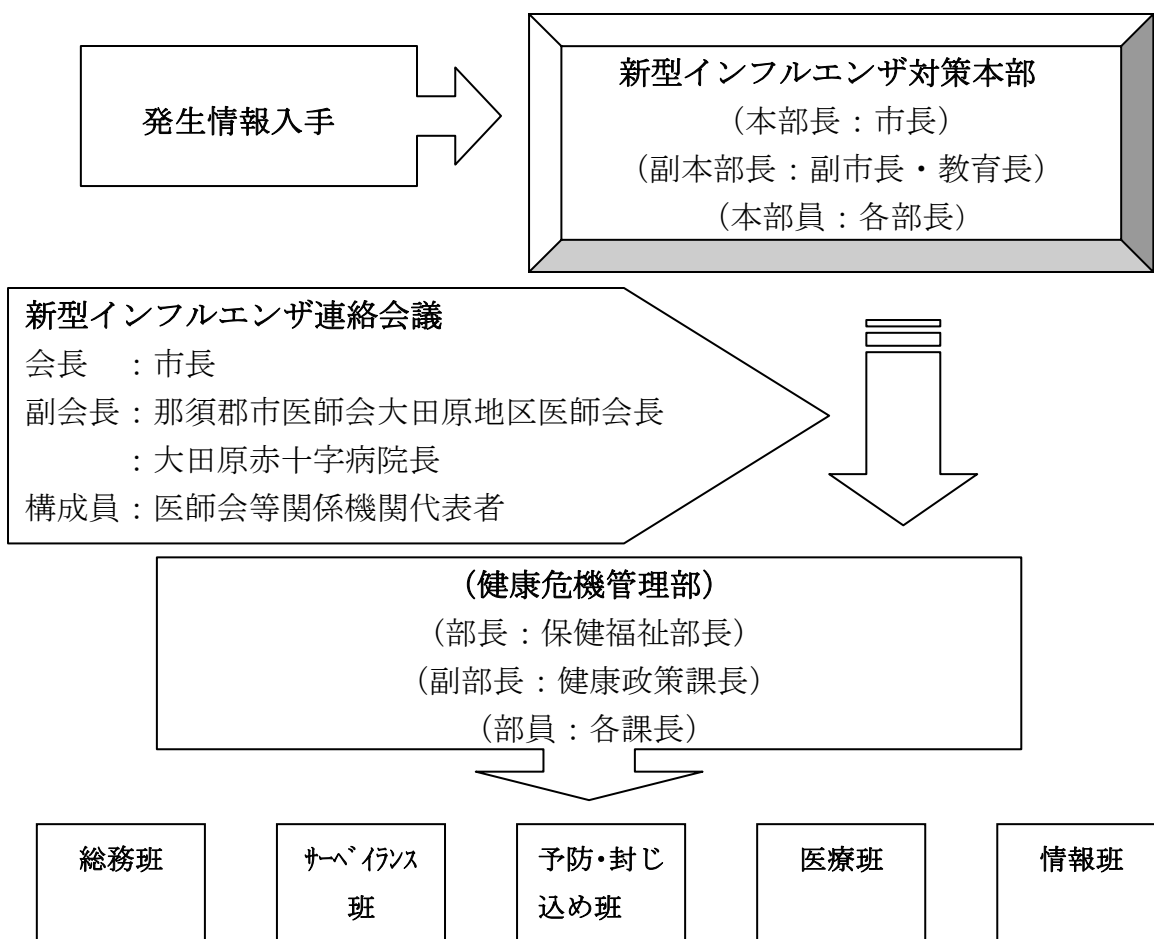 発生情報入手
新型インフルエンザ対策本部
（本部長：市長）
（副本部長：副市長・教育長）
（本部員：各部長）
新型インフルエンザ連絡会議
会長　：市長
副会長：那須郡市医師会大田原地区医師会長
：大田原赤十字病院長
構成員：医師会等関係機関代表者
（健康危機管理部）
（部長：保健福祉部長）
（副部長：健康政策課長）
（部員：各課長）
総務班
ｻｰﾍﾞｲﾗﾝｽ
班
予防･封じ
込め班
医療班
情報班